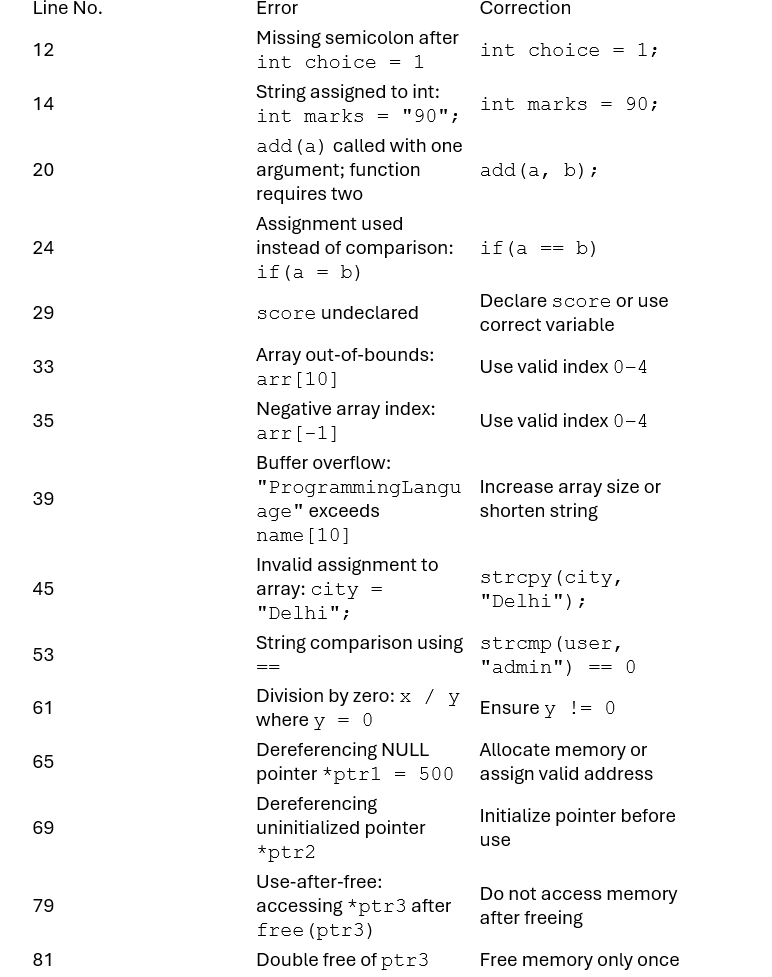 Line No. Error Correction
12 Missing semicolon after int choice = 1 int choice = 1;
14 String assigned to int: int marks = "90"; int marks = 90;
20 add(a) called with one argument; function requires two add(a, b);
24 Assignment used instead of comparison: if(a = b) if(a == b)
29 score undeclared Declare score or use correct variable
33 Array out-of-bounds: arr[10] Use valid index 0–4
35 Negative array index: arr[-1] Use valid index 0–4
39 Buffer overflow: "ProgrammingLanguage" exceeds name[10] Increase array size or shorten string
45 Invalid assignment to array: city = "Delhi"; strcpy(city, "Delhi");
53 String comparison using == strcmp(user, "admin") == 0
61 Division by zero: x / y where y = 0 Ensure y != 0
65 Dereferencing NULL pointer *ptr1 = 500 Allocate memory or assign valid address
69 Dereferencing uninitialized pointer *ptr2 Initialize pointer before use
79 Use-after-free: accessing *ptr3 after free(ptr3) Do not access memory after freeing
81 Double free of ptr3 Free memory only once